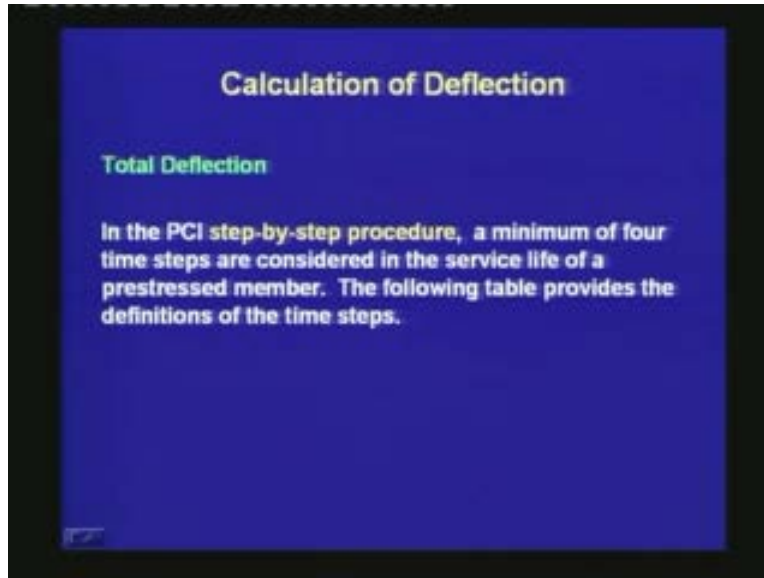 Calculation of Deflection
Total Deflection
In the PCI step-by-step procedure, a minimum of four
time steps are considered in the service life of a
prestressed member. The following table provides the
definitions of the time steps.